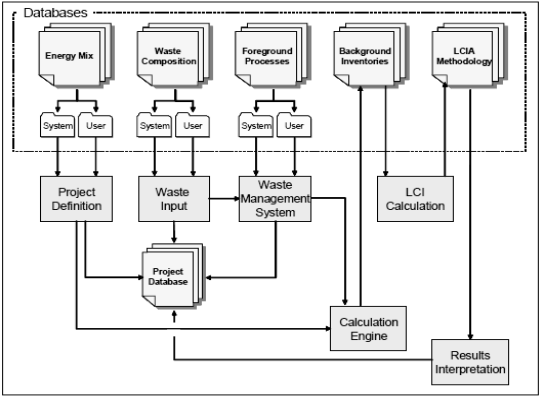 Databases
Energy Mix
Waste
Composition
Foreground
Processes
Background
Inventories
LCIA
Methodology
System
User
System
User
System
User
Project
Definition
Waste
Input
Waste
Management
System
LCI
Calculation
Project
Database
Calculation
Engine
Results
Interpretation